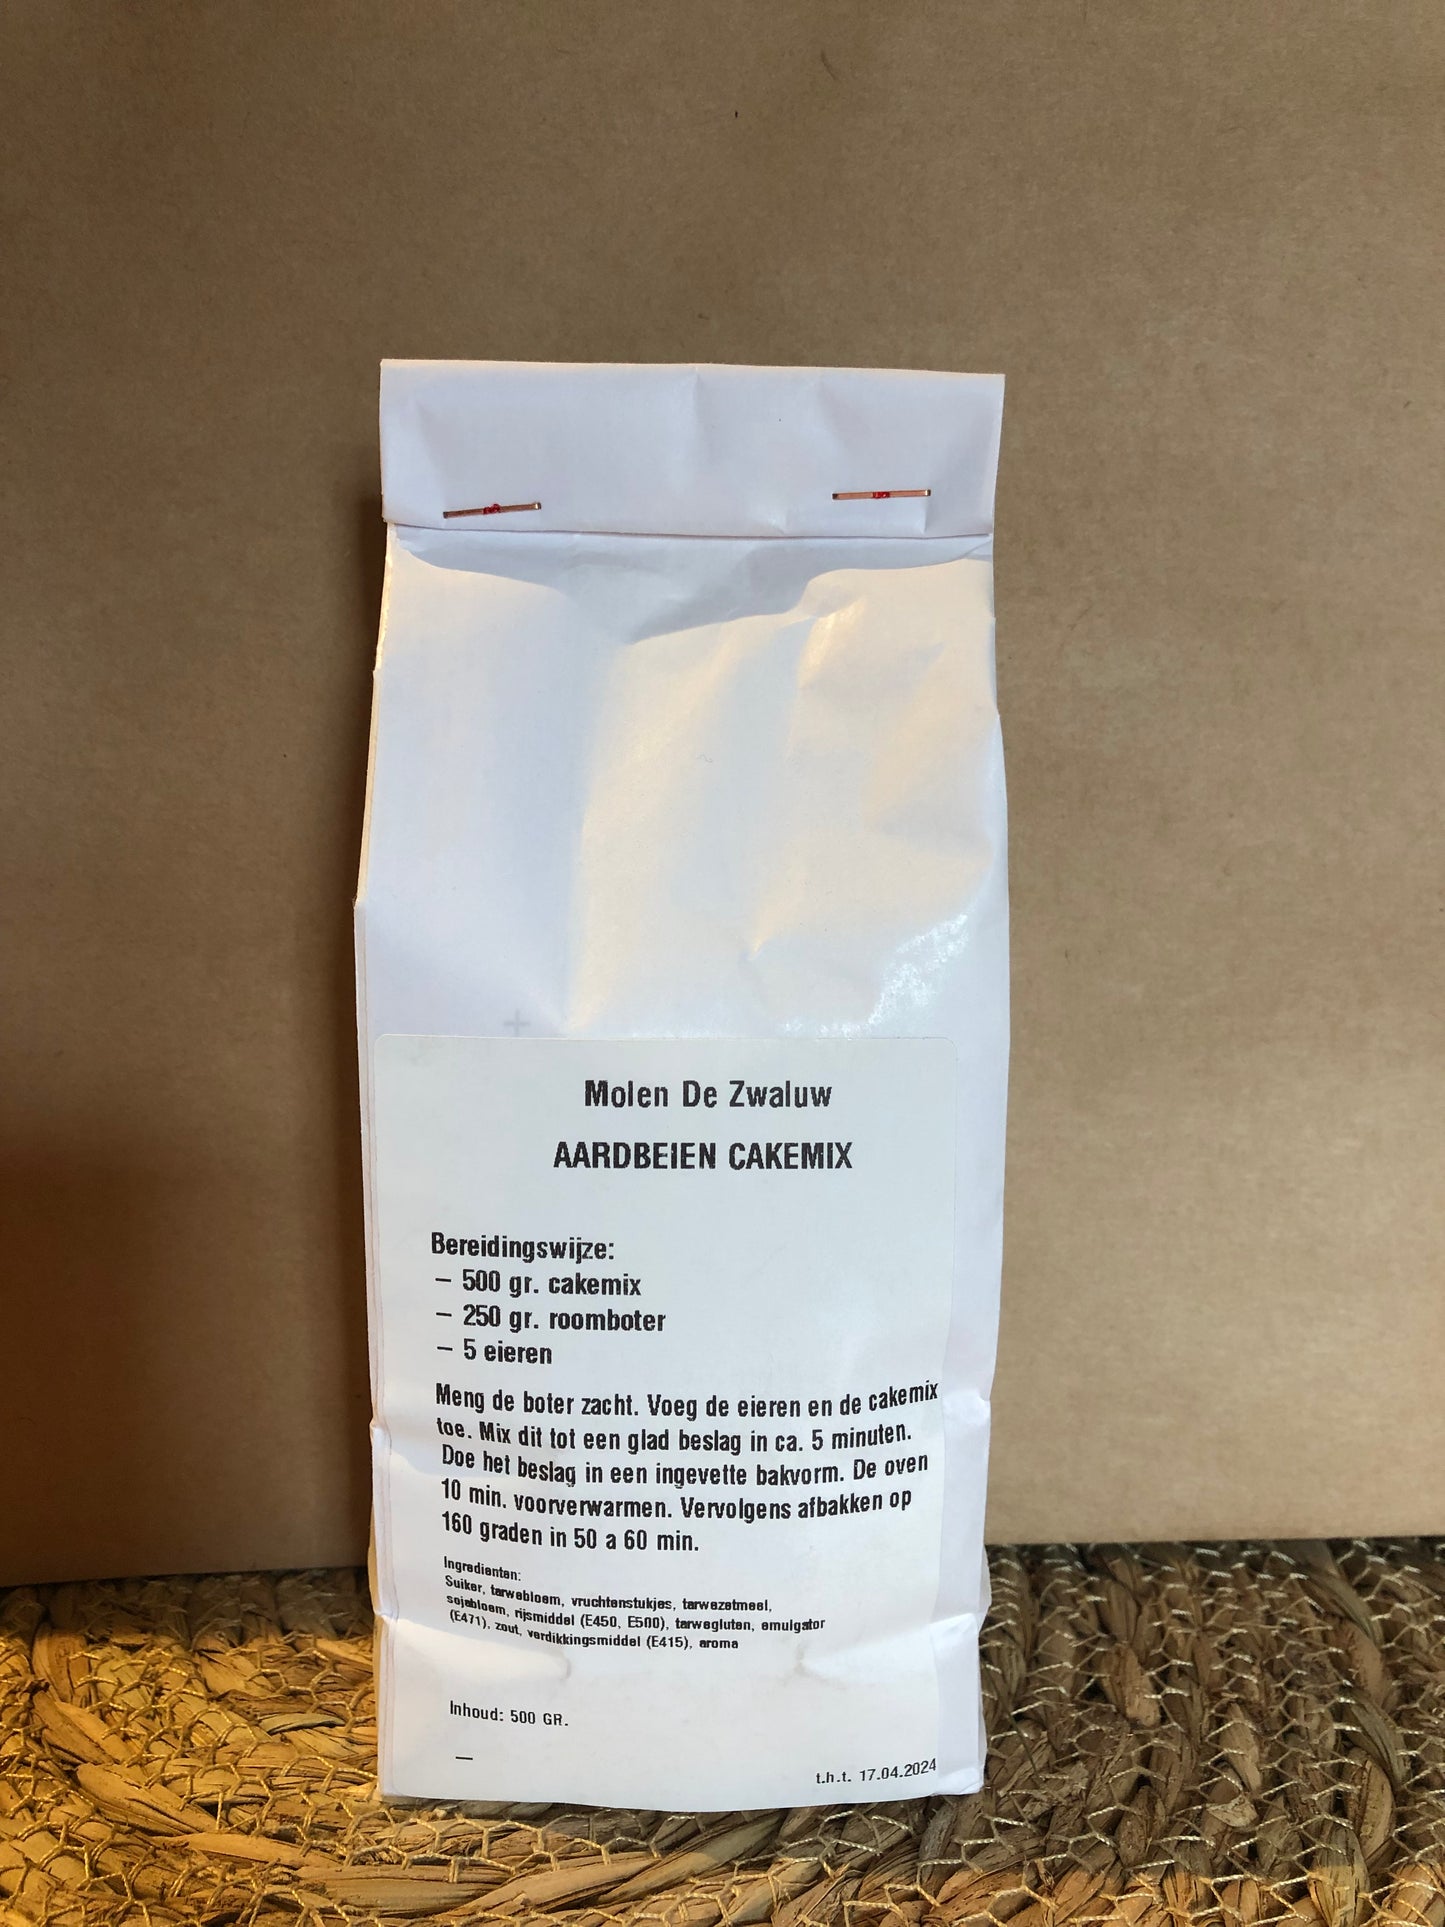 Molen De Zwaluw
AARDBEIEN CAKEMIX
Bereidingswijze:
– 500 gr. cakemix
– 250 gr. roomboter
– 5 eieren
Meng de boter zacht. Voeg de eieren en de cakemix
toe. Mix dit tot een glad beslag in ca. 5 minuten.
Doe het beslag in een ingevette bakvorm. De oven
10 min. voorverwarmen. Vervolgens afbakken op
160 graden in 50 a 60 min.
Ingredienten:
Suiker, tarwebloem, vruchtenstukjes, tarwezetmeel,
sojabloem, rijsmiddel (E450, E500), tarwegluten, emulgator
(E471), zout, verdikkingsmiddel (E415), aroma
Inhoud: 500 GR.
–
t.h.t. 17.04.2024